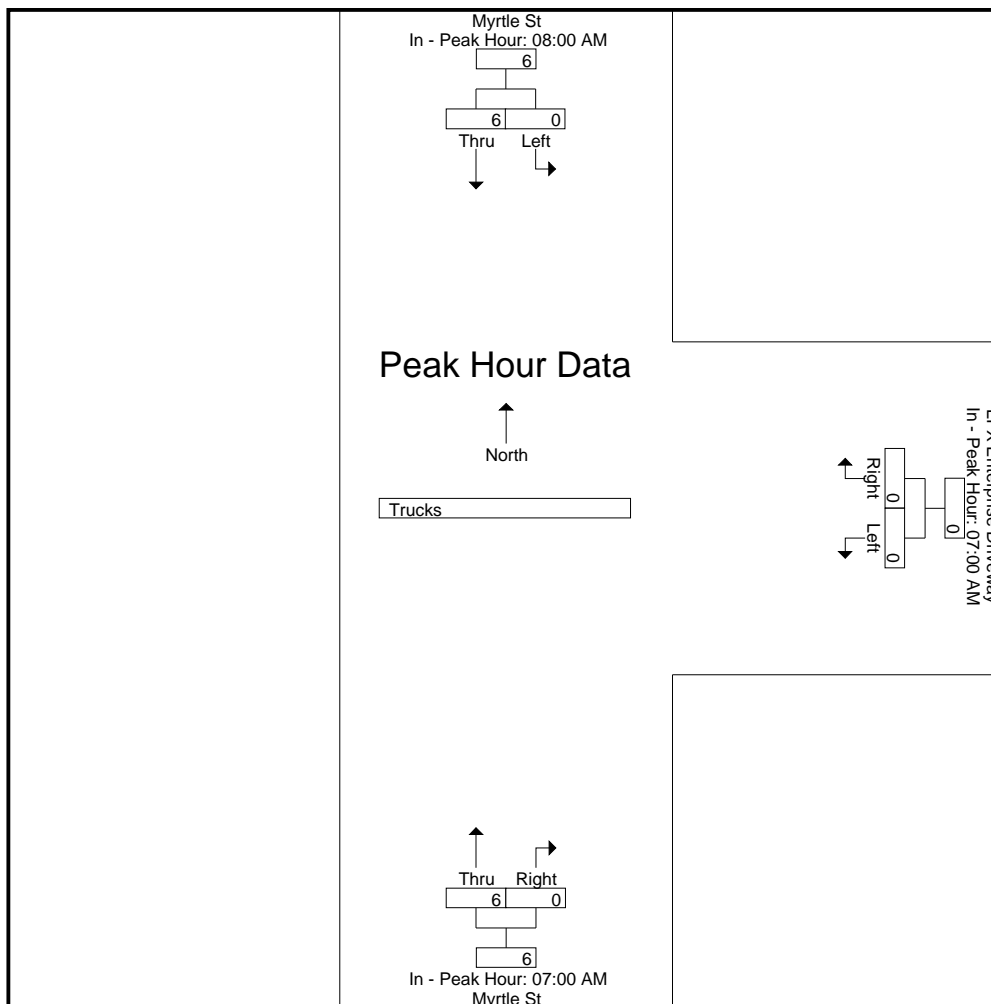 Myrtle St
In - Peak Hour: 08:00 AM
6
6 0
Thru Left
Peak Hour Data
North
Trucks
Enterprise Driveway
In - Peak Hour: 07:00 AM
0
Right 0
Left 0
Thru Right
6 0
6
In - Peak Hour: 07:00 AM
Myrtle St